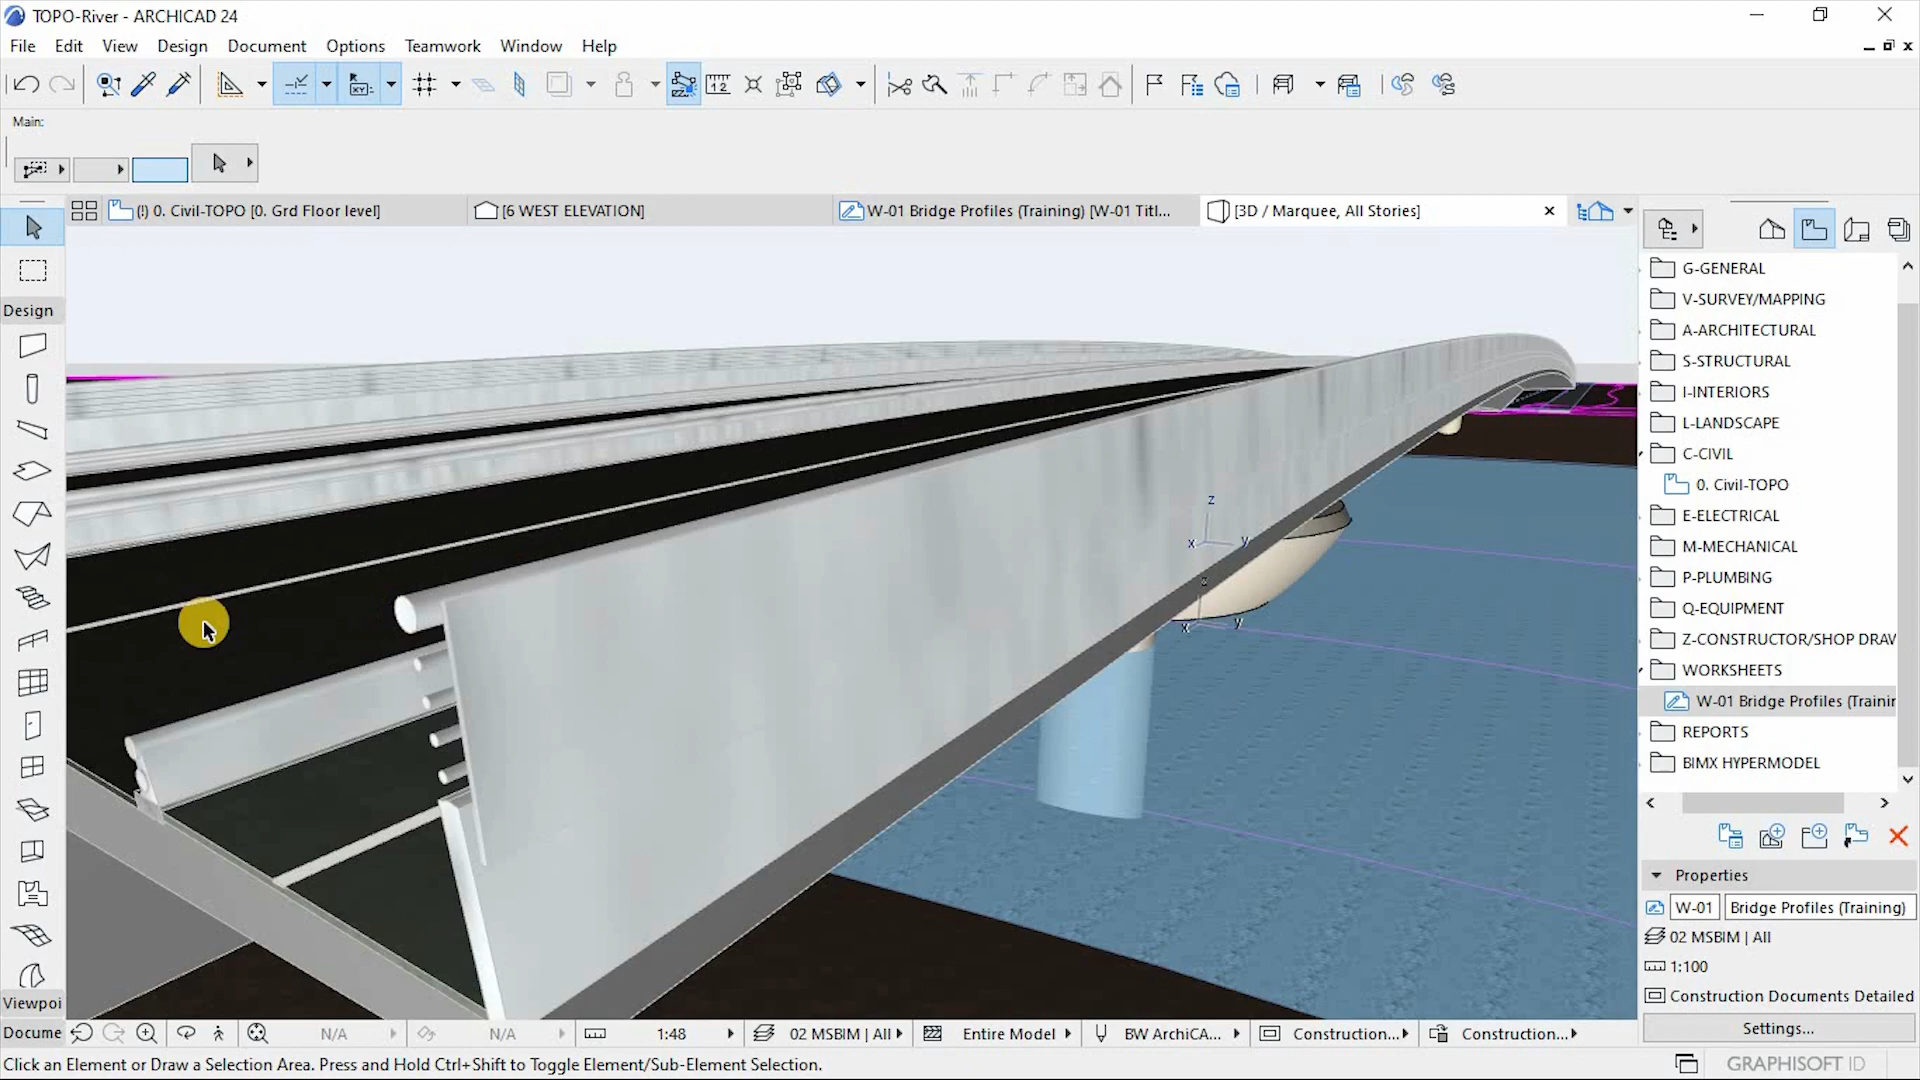 TOPO-River - ARCHICAD 24
File Edit View Design Document Options Teamwork Window Help
Main:
(!) 0. Civil-TOPO [0. Grd Floor level]
[6 WEST ELEVATION]
W-01 Bridge Profiles (Training) [W-01 Titl...
[3D / Marquee, All Stories]
Design
G-GENERAL
V-SURVEY/MAPPING
A-ARCHITECTURAL
S-STRUCTURAL
I-INTERIORS
L-LANDSCAPE
C-CIVIL
0. Civil-TOPO
E-ELECTRICAL
M-MECHANICAL
P-PLUMBING
Q-EQUIPMENT
Z-CONSTRUCTOR/SHOP DRAW
WORKSHEETS
W-01 Bridge Profiles (Trainin
REPORTS
BIMX HYPERMODEL
z
x y
z
x y
Properties
W-01 Bridge Profiles (Training)
02 MSBIM | All
1:100
Construction Documents Detailed
Settings...
Viewpoi
Docume
N/A N/A 1:48 02 MSBIM | All Entire Model BW ArchiCA... Construction... Construction...
Click an Element or Draw a Selection Area. Press and Hold Ctrl+Shift to Toggle Element/Sub-Element Selection.
GRAPHISOFT ID